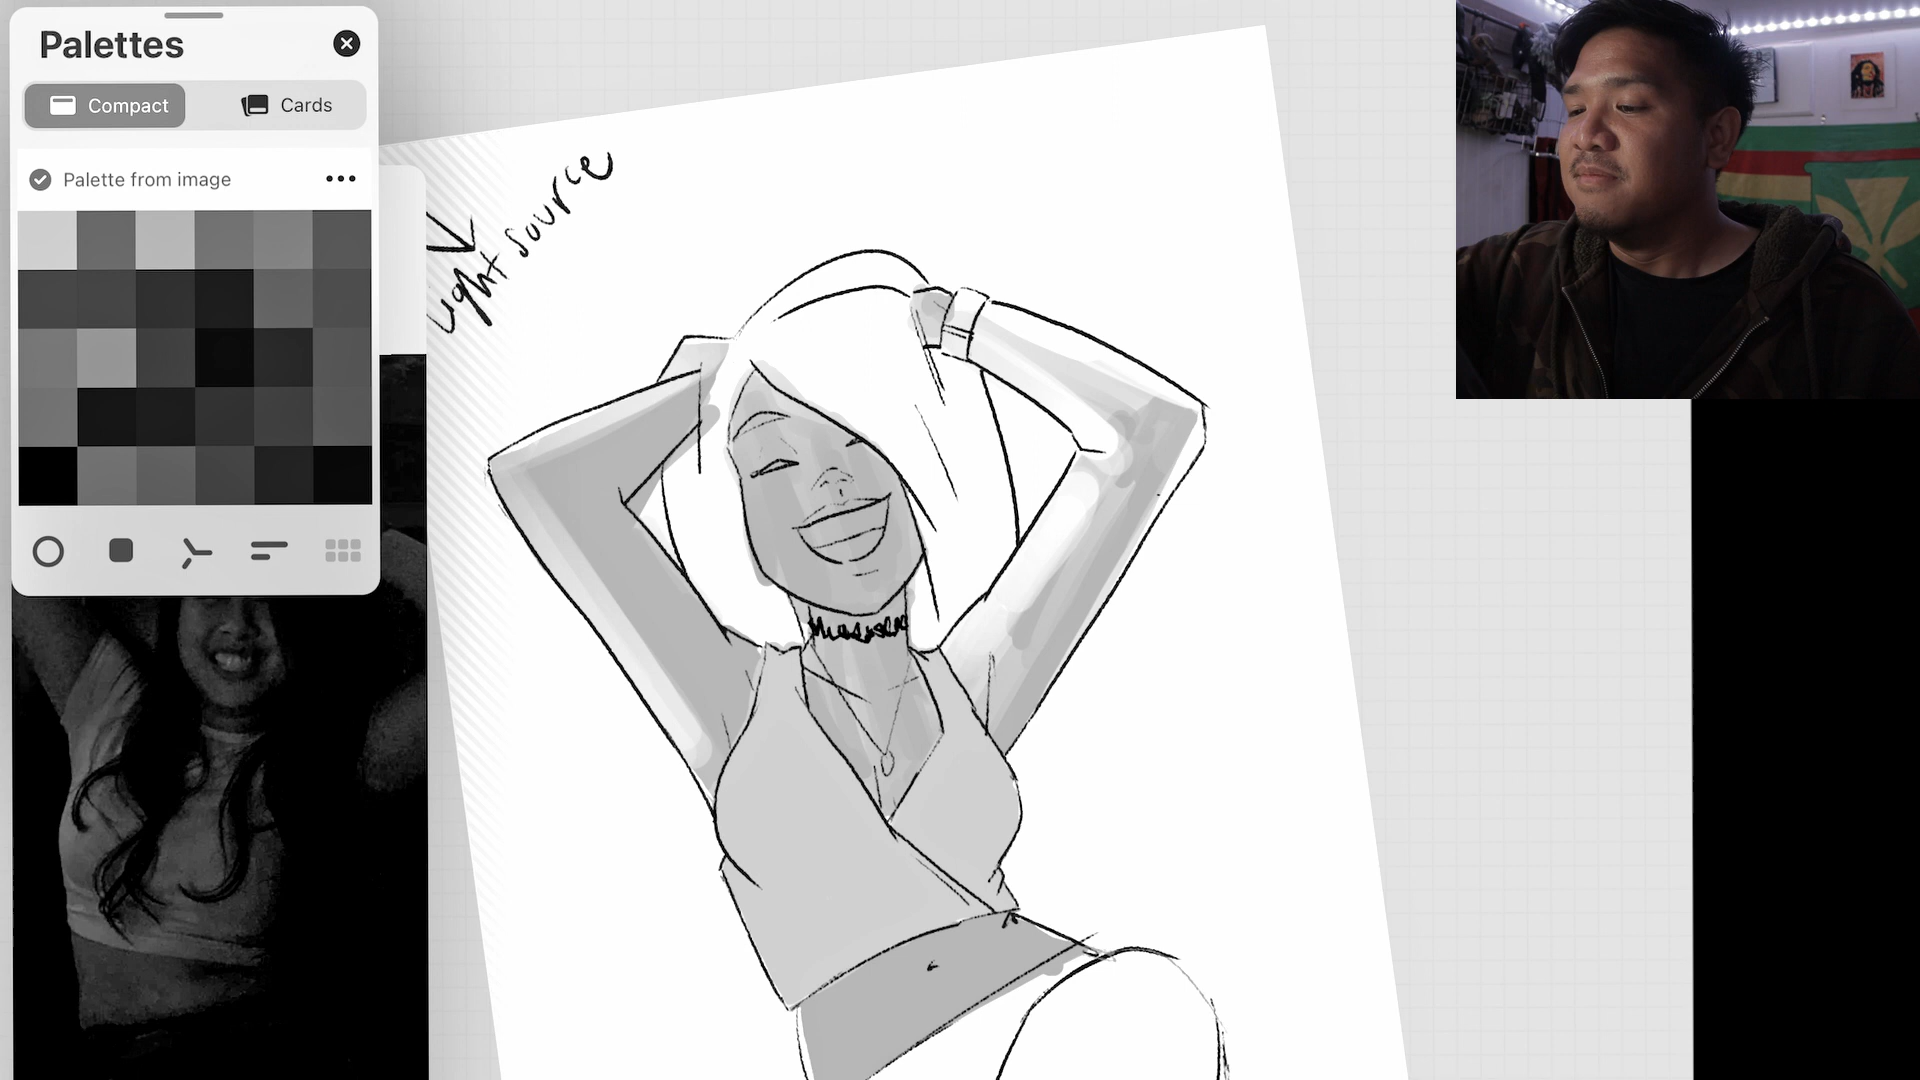 Palettes
Compact
Cards
Palette from image
Light source